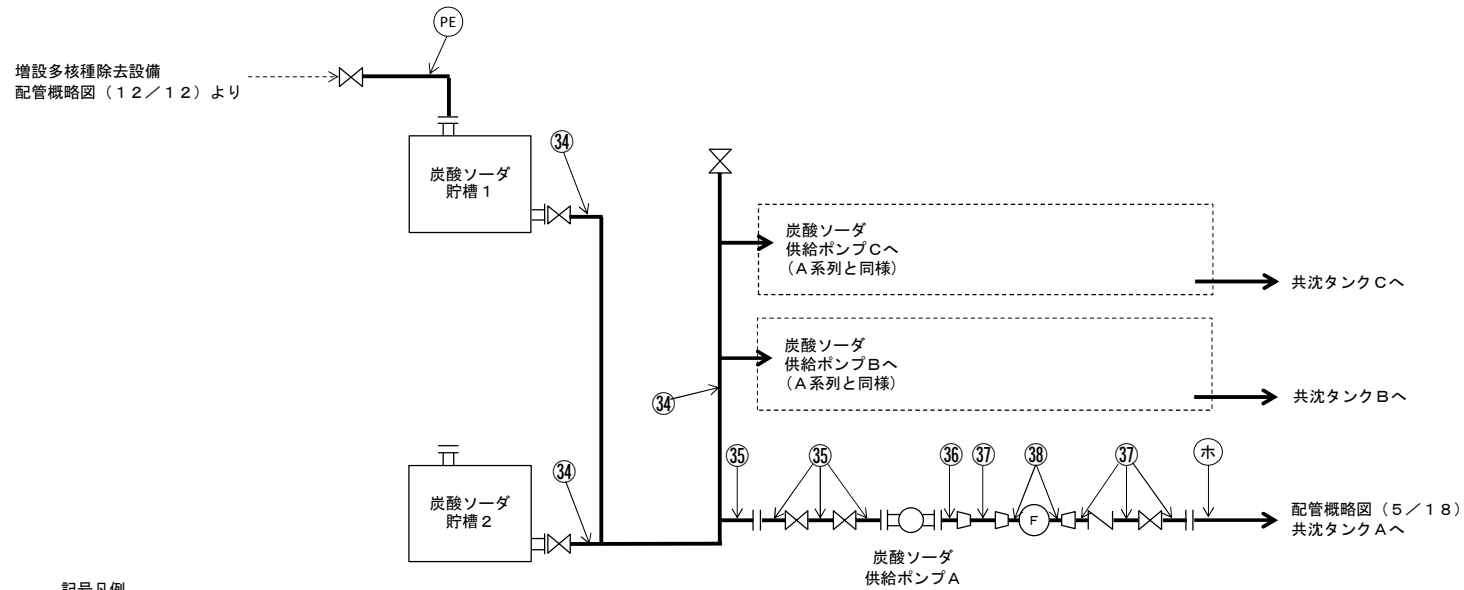 PE
増設多核種除去設備
配管概略図（１２／１２）より
炭酸ソーダ
貯槽１
㉞
炭酸ソーダ
供給ポンプＣへ
（Ａ系列と同様）
共沈タンクＣへ
炭酸ソーダ
供給ポンプＢへ
（Ａ系列と同様）
共沈タンクＢへ
㉞
炭酸ソーダ
貯槽２
㉞
㉟
㉟
㊱
㊲
㊳
㊲
ホ
F
配管概略図（５／１８）
共沈タンクＡへ
炭酸ソーダ
供給ポンプＡ
記号凡例